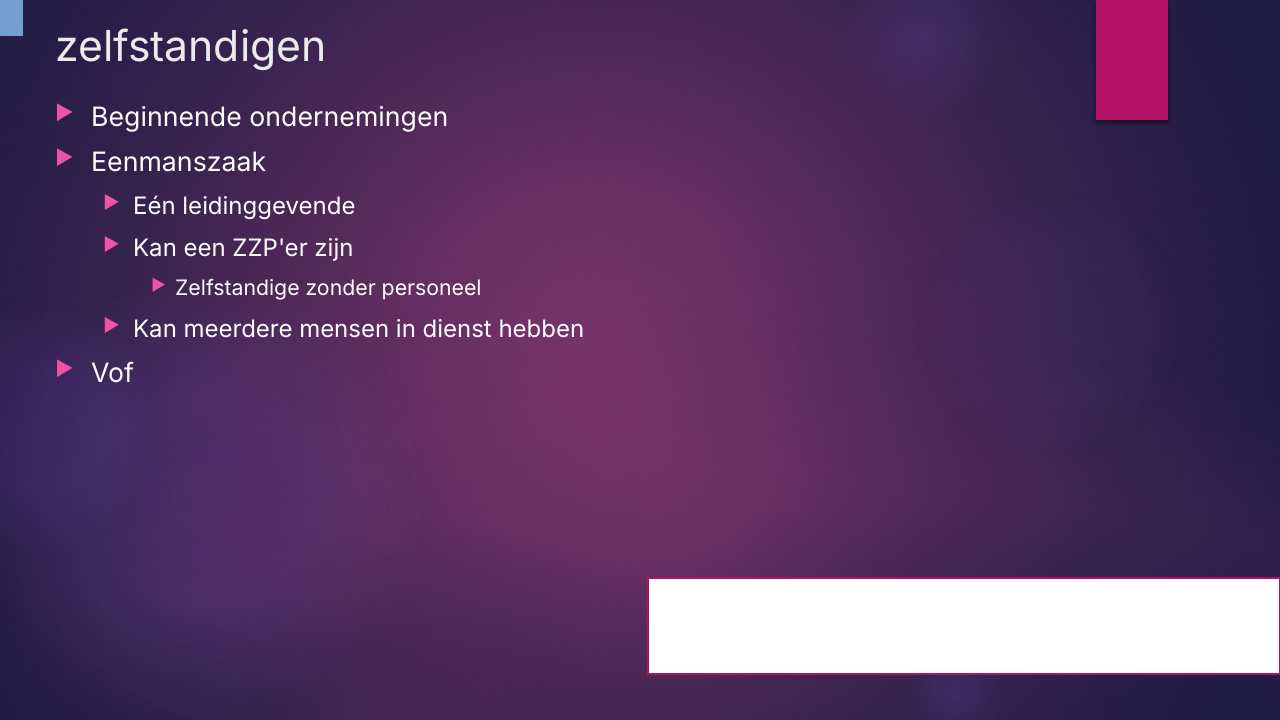 zelfstandigen
Beginnende ondernemingen
Eenmanszaak
Eén leidinggevende
Kan een ZZP'er zijn
Zelfstandige zonder personeel
Kan meerdere mensen in dienst hebben
Vof